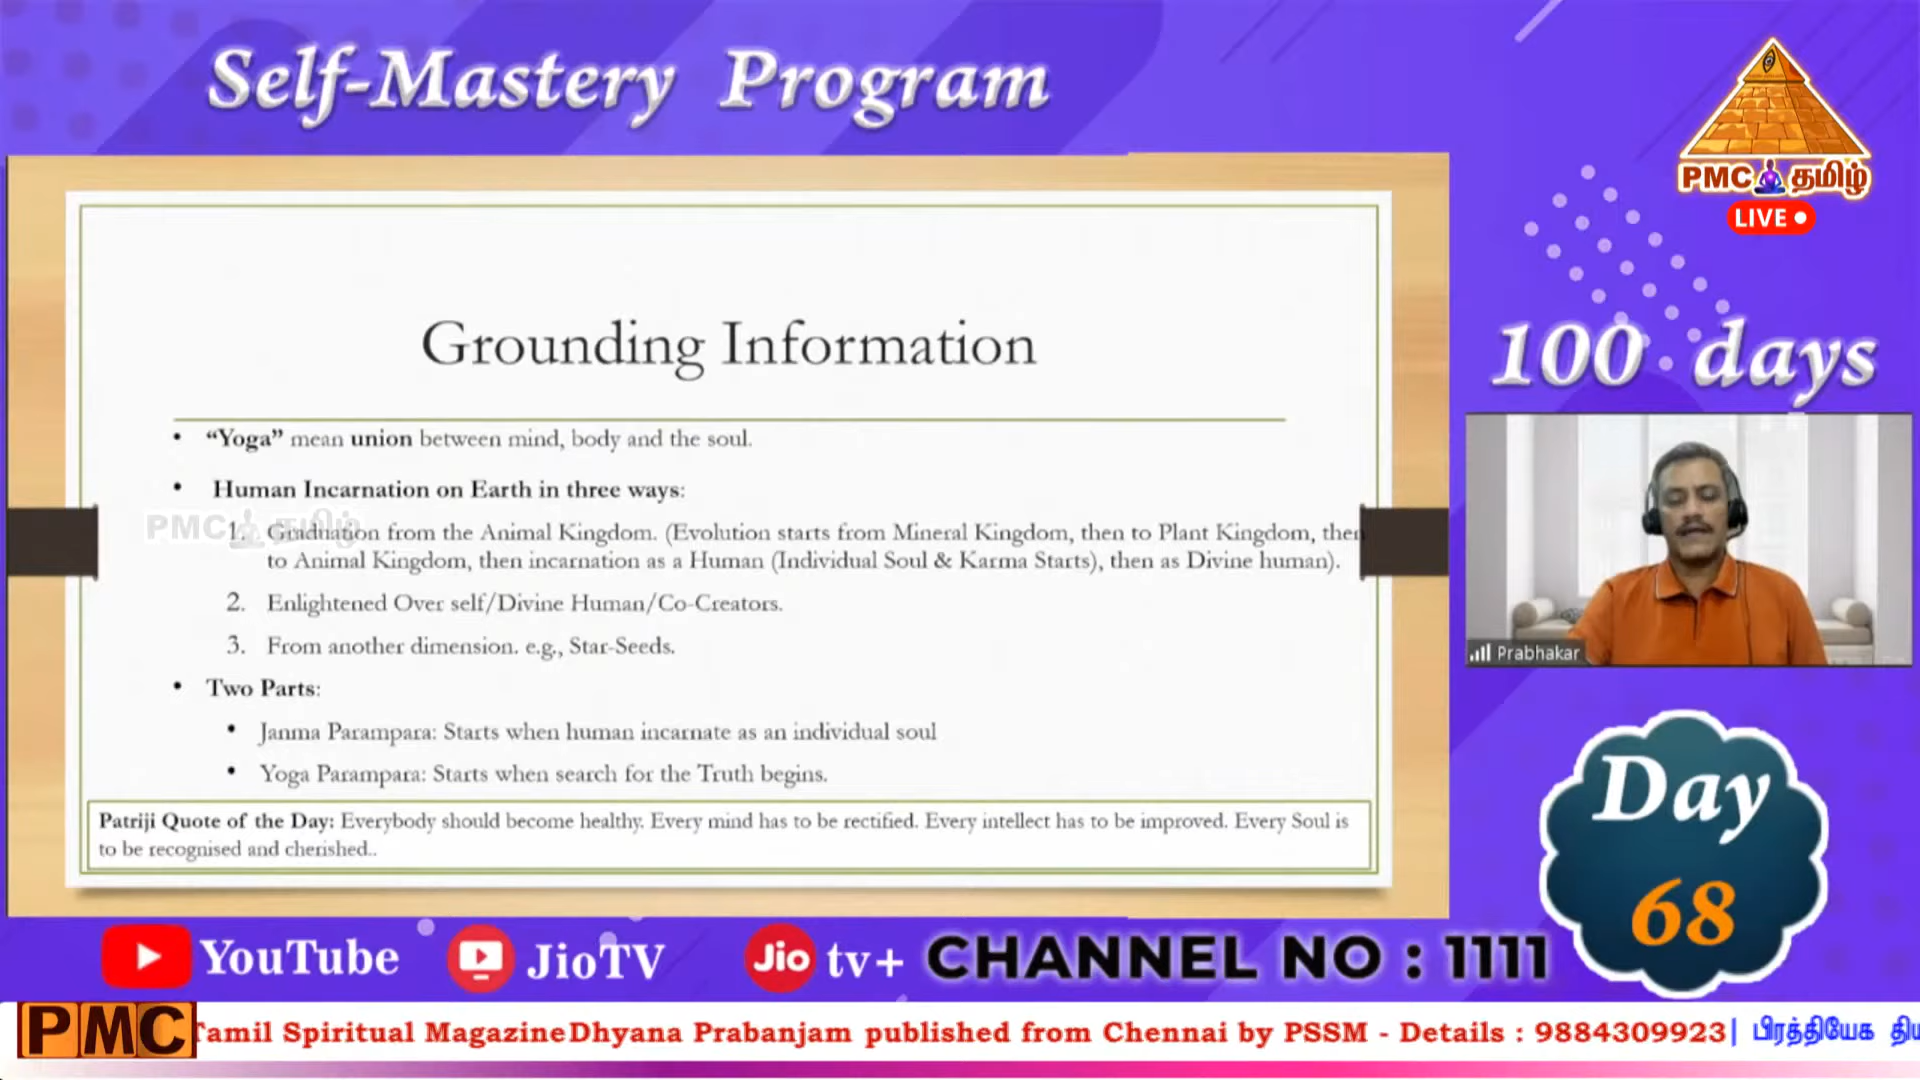 Self-Mastery Program
PMC தமிழ்
LIVE
100 days
Grounding Information
• “Yoga” mean union between mind, body and the soul.
• Human Incarnation on Earth in three ways:
PMC தமிழ்
1. Graduation from the Animal Kingdom. (Evolution starts from Mineral Kingdom, then to Plant Kingdom, then
to Animal Kingdom, then incarnation as a Human (Individual Soul & Karma Starts), then as Divine human).
2. Enlightened Over self/Divine Human/Co-Creators.
3. From another dimension. e.g., Star-Seeds.
• Two Parts:
• Janma Parampara: Starts when human incarnate as an individual soul
• Yoga Parampara: Starts when search for the Truth begins.
Patriji Quote of the Day: Everybody should become healthy. Every mind has to be rectified. Every intellect has to be improved. Every Soul is
to be recognised and cherished..
Prabhakar
Day
68
YouTube JioTV Jio tv+ CHANNEL NO : 1111
PMC Tamil Spiritual Magazine Dhyana Prabanjam published from Chennai by PSSM - Details : 9884309923 | பிரத்தியேக